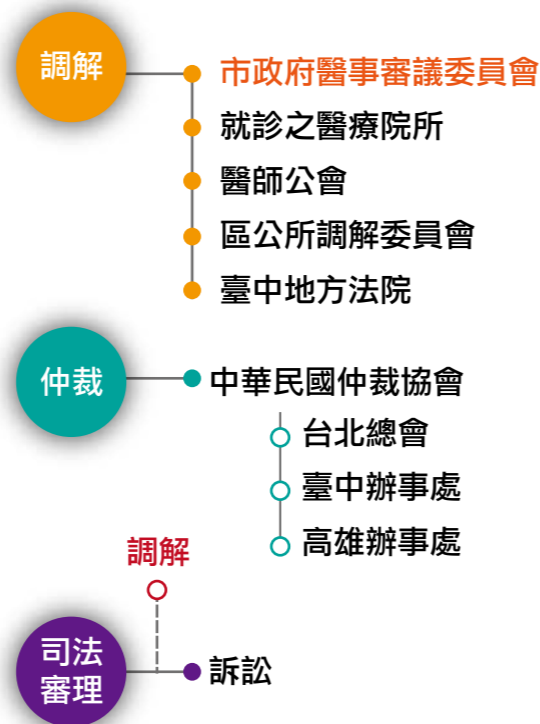 調解
市政府醫事審議委員會
就診之醫療院所
醫師公會
區公所調解委員會
臺中地方法院
仲裁
中華民國仲裁協會
台北總會
臺中辦事處
高雄辦事處
調解
司法
審理
訴訟